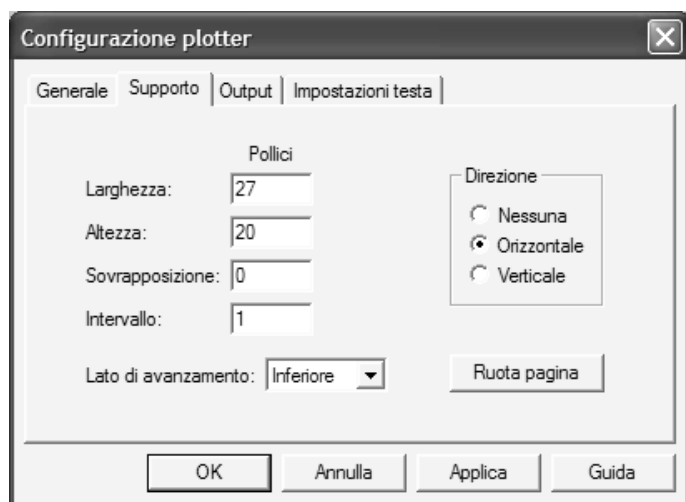 Configurazione plotter
Generale Supporto Output Impostazioni testa
Pollici
Larghezza: 27
Altezza: 20
Sovrapposizione: 0
Intervallo: 1
Lato di avanzamento: Inferiore
Direzione
Nessuna
Orizzontale
Verticale
Ruota pagina
OK Annulla Applica Guida